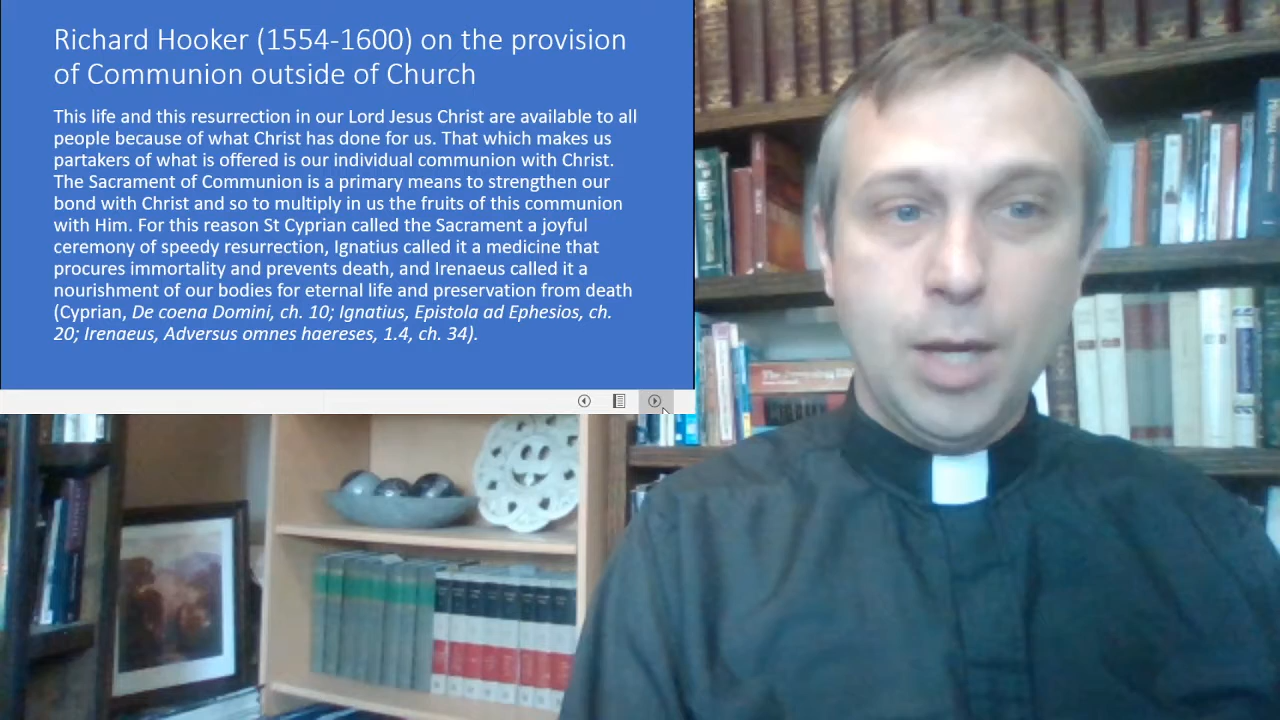 Richard Hooker (1554-1600) on the provision
of Communion outside of Church
This life and this resurrection in our Lord Jesus Christ are available to all
people because of what Christ has done for us. That which makes us
partakers of what is offered is our individual communion with Christ.
The Sacrament of Communion is a primary means to strengthen our
bond with Christ and so to multiply in us the fruits of this communion
with Him. For this reason St Cyprian called the Sacrament a joyful
ceremony of speedy resurrection, Ignatius called it a medicine that
procures immortality and prevents death, and Irenaeus called it a
nourishment of our bodies for eternal life and preservation from death
(Cyprian, De coena Domini, ch. 10; Ignatius, Epistola ad Ephesios, ch.
20; Irenaeus, Adversus omnes haereses, 1.4, ch. 34).